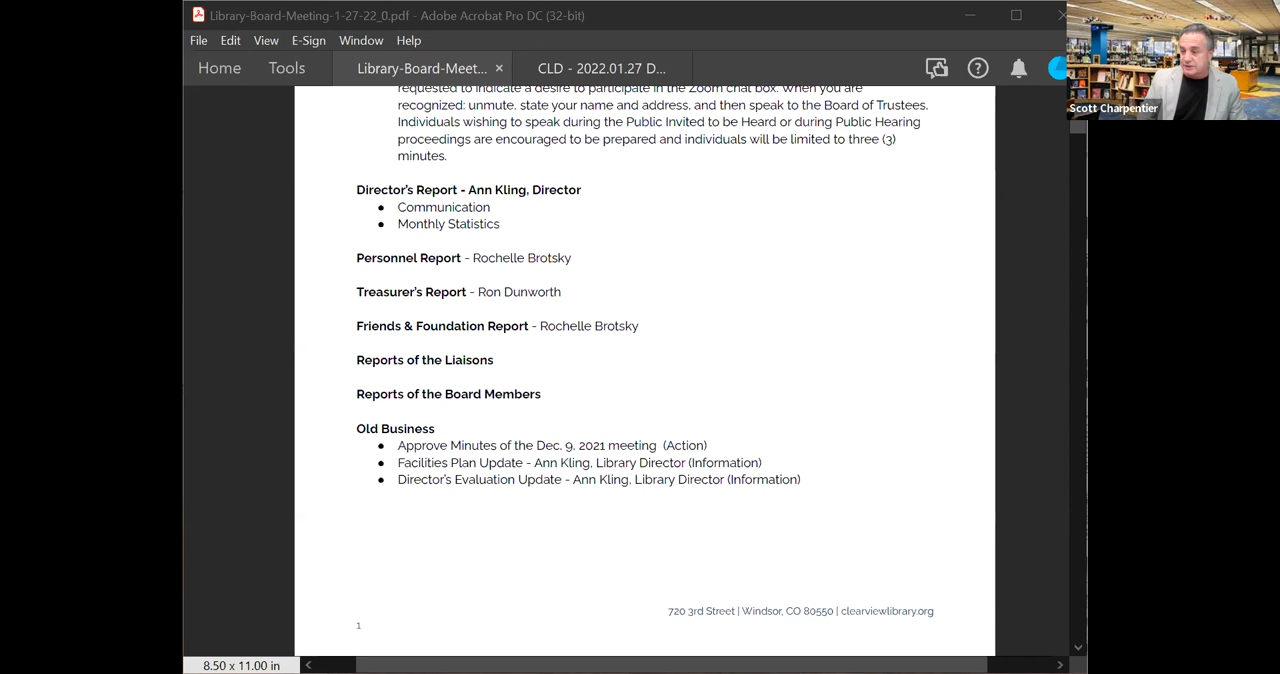 Library-Board-Meeting-1-27-22_0.pdf - Adobe Acrobat Pro DC (32-bit)
File Edit View E-Sign Window Help
Home Tools Library-Board-Meet... × CLD - 2022.01.27 D...
Scott Charpentier
requested to indicate a desire to participate in the Zoom chat box. When you are
recognized: unmute, state your name and address, and then speak to the Board of Trustees.
Individuals wishing to speak during the Public Invited to be Heard or during Public Hearing
proceedings are encouraged to be prepared and individuals will be limited to three (3)
minutes.
Director's Report - Ann Kling, Director
● Communication
● Monthly Statistics
Personnel Report - Rochelle Brotsky
Treasurer's Report - Ron Dunworth
Friends & Foundation Report - Rochelle Brotsky
Reports of the Liaisons
Reports of the Board Members
Old Business
● Approve Minutes of the Dec. 9, 2021 meeting (Action)
● Facilities Plan Update - Ann Kling, Library Director (Information)
● Director's Evaluation Update - Ann Kling, Library Director (Information)
720 3rd Street | Windsor, CO 80550 | clearviewlibrary.org
1
8.50 x 11.00 in